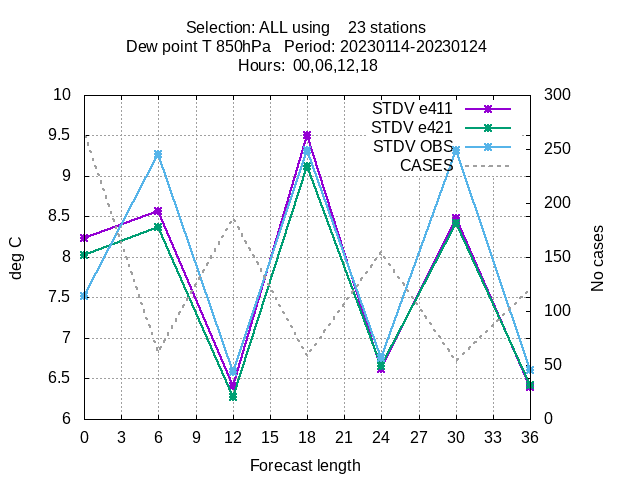 Selection: ALL using    23 stations
Dew point T 850hPa   Period: 20230114-20230124
Hours:  00,06,12,18
10
9.5
9
8.5
8
7.5
7
6.5
6
300
250
200
150
100
50
0
STDV e411
STDV e421
STDV OBS
CASES
deg C
No cases
0 3 6 9 12 15 18 21 24 27 30 33 36
Forecast length